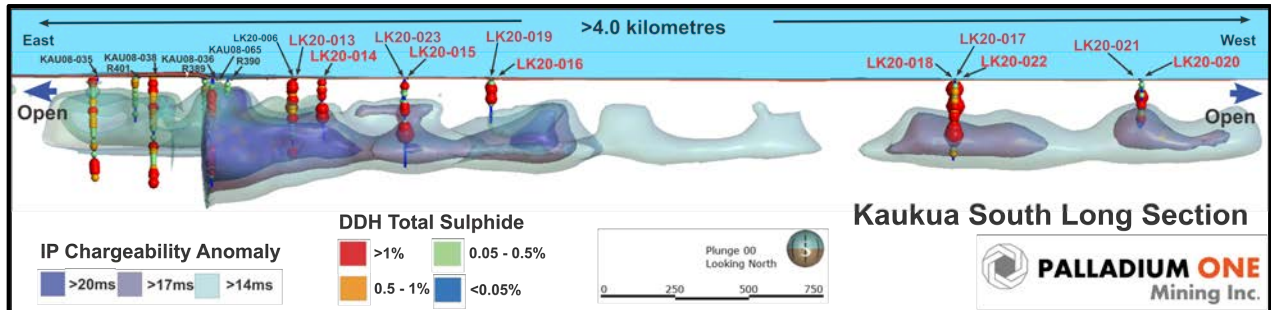 >4.0 kilometres
East
West
KAU08-035
KAU08-038
R401
KAU08-036
R389
KAU08-065
R390
LK20-006
LK20-013
LK20-014
LK20-023
LK20-015
LK20-019
LK20-016
LK20-017
LK20-018
LK20-022
LK20-021
LK20-020
Open
Open
Kaukua South Long Section
IP Chargeability Anomaly
>20ms >17ms >14ms
DDH Total Sulphide
>1% 0.05 - 0.5%
0.5 - 1% <0.05%
Plunge 00
Looking North
S
0 250 500 750
PALLADIUM ONE
Mining Inc.